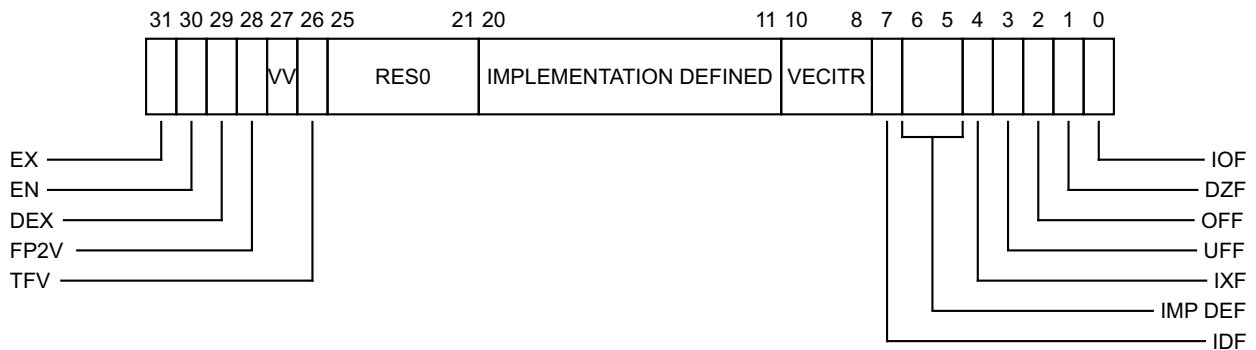 31 30 29 28 27 26 25 21 20 11 10 8 7 6 5 4 3 2 1 0
VV RES0 IMPLEMENTATION DEFINED VECITR
EX IOF
EN DZF
DEX OFF
FP2V UFF
TFV IXF
IMP DEF
IDF